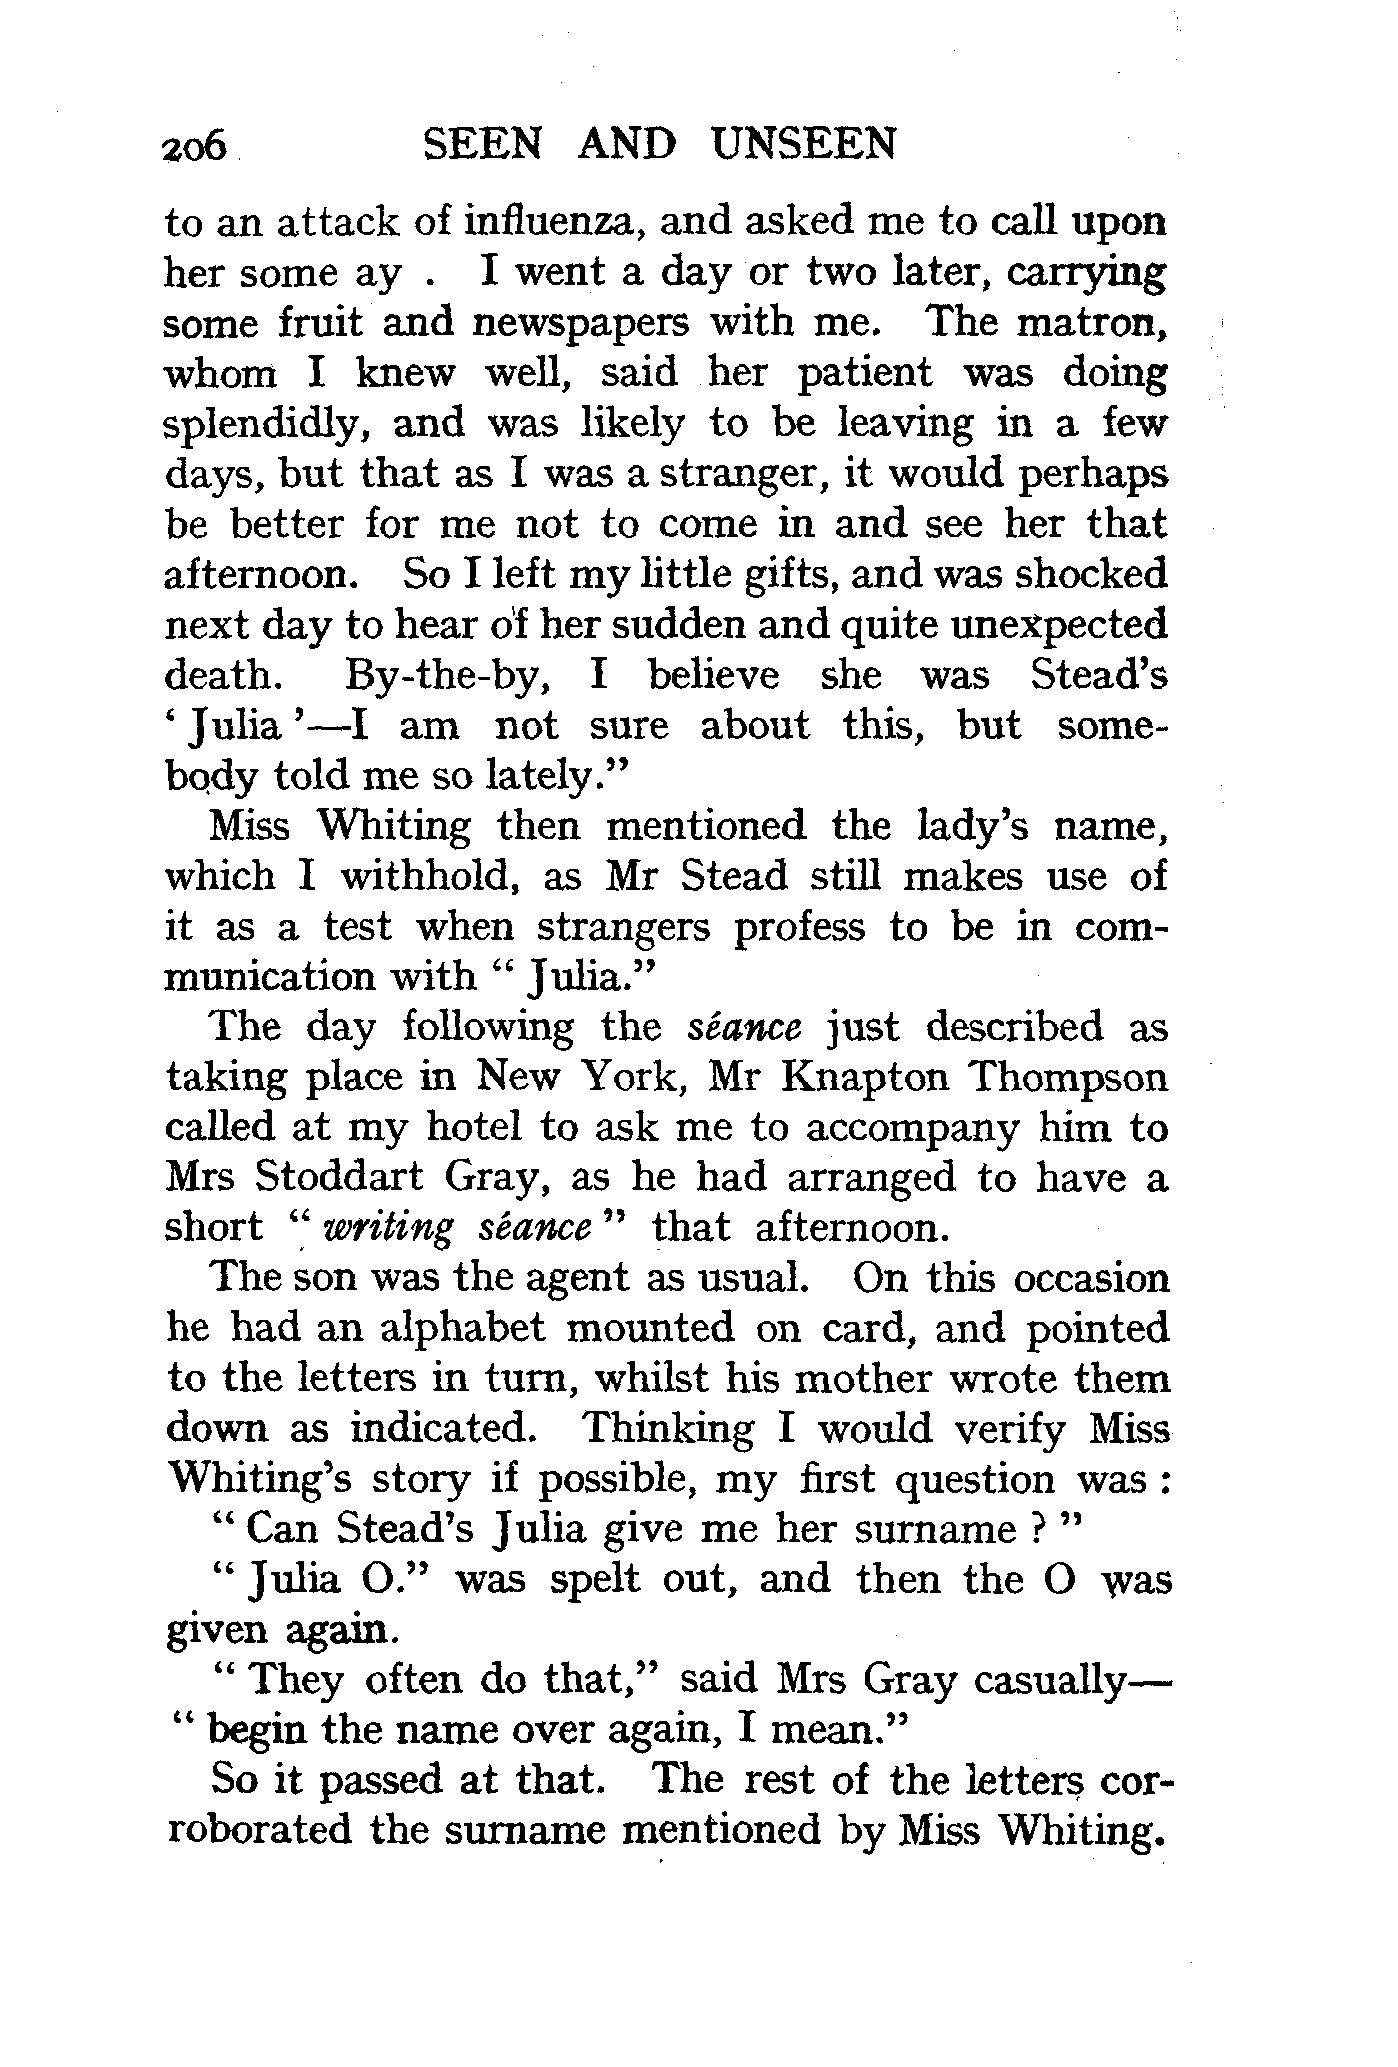 206 SEEN AND UNSEEN
to an attack of influenza, and asked me to call upon
her some ay . I went a day or two later, carrying
some fruit and newspapers with me. The matron,
whom I knew well, said her patient was doing
splendidly, and was likely to be leaving in a few
days, but that as I was a stranger, it would perhaps
be better for me not to come in and see her that
afternoon. So I left my little gifts, and was shocked
next day to hear of her sudden and quite unexpected
death. By-the-by, I believe she was Stead's
‘ Julia ’—I am not sure about this, but some-
body told me so lately.”
Miss Whiting then mentioned the lady's name,
which I withhold, as Mr Stead still makes use of
it as a test when strangers profess to be in com-
munication with “ Julia.”
The day following the séance just described as
taking place in New York, Mr Knapton Thompson
called at my hotel to ask me to accompany him to
Mrs Stoddart Gray, as he had arranged to have a
short “ writing séance ” that afternoon.
The son was the agent as usual. On this occasion
he had an alphabet mounted on card, and pointed
to the letters in turn, whilst his mother wrote them
down as indicated. Thinking I would verify Miss
Whiting's story if possible, my first question was :
“ Can Stead's Julia give me her surname ? ”
“ Julia O.” was spelt out, and then the O was
given again.
“ They often do that,” said Mrs Gray casually—
“ begin the name over again, I mean.”
So it passed at that. The rest of the letters cor-
roborated the surname mentioned by Miss Whiting.